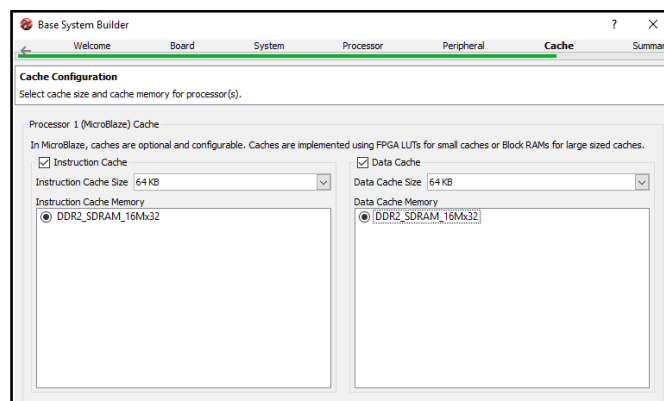 Base System Builder ? X
Welcome Board System Processor Peripheral Cache
Cache Configuration
Select cache size and cache memory for processor(s).
Processor 1 (MicroBlaze) Cache
In MicroBlaze, caches are optional and configurable. Caches are implemented using FPGA LUTs for small caches or Block RAMs for large sized caches.
Instruction Cache
Instruction Cache Size 64 KB
Instruction Cache Memory
DDR2_SDRAM_16Mx32
Data Cache
Data Cache Size 64 KB
Data Cache Memory
DDR2_SDRAM_16Mx32